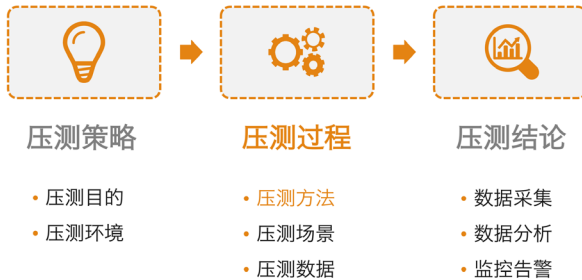 压测策略
压测过程
压测结论
• 压测目的
• 压测环境
• 压测方法
• 压测场景
• 压测数据
• 数据采集
• 数据分析
• 监控告警